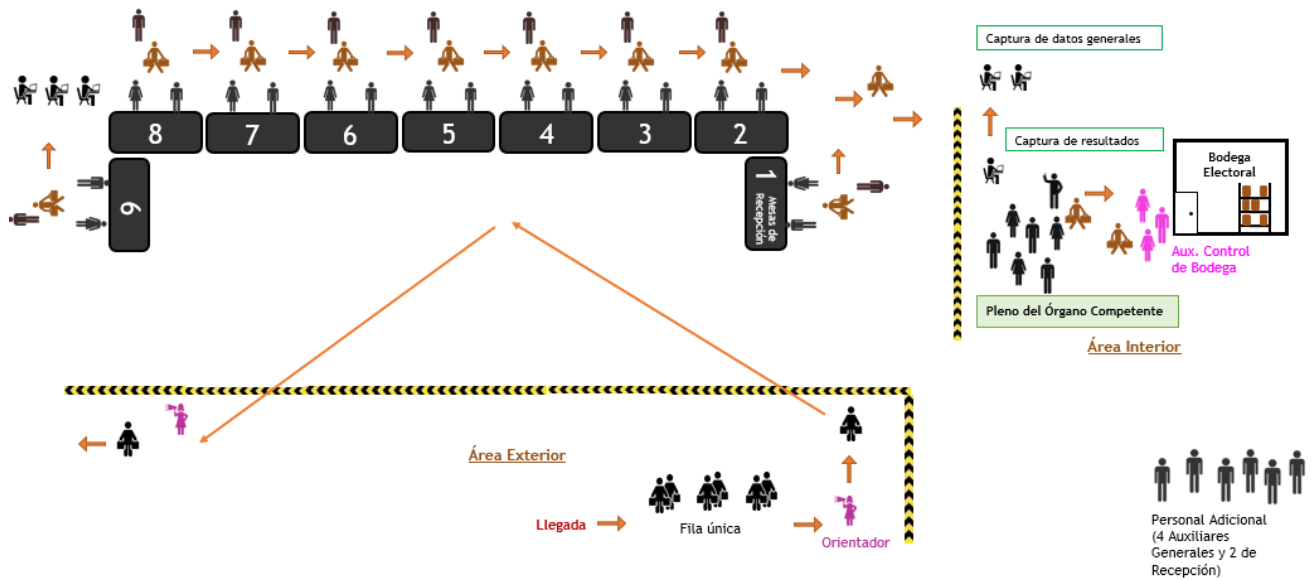 Captura de datos generales
8
7
6
5
4
3
2
Captura de resultados
9
1
Mesas de
Recepción
Bodega
Electoral
Aux. Control
de Bodega
Pleno del Órgano Competente
Área Interior
Área Exterior
Llegada
Fila única
Orientador
Personal Adicional
(4 Auxiliares
Generales y 2 de
Recepción)